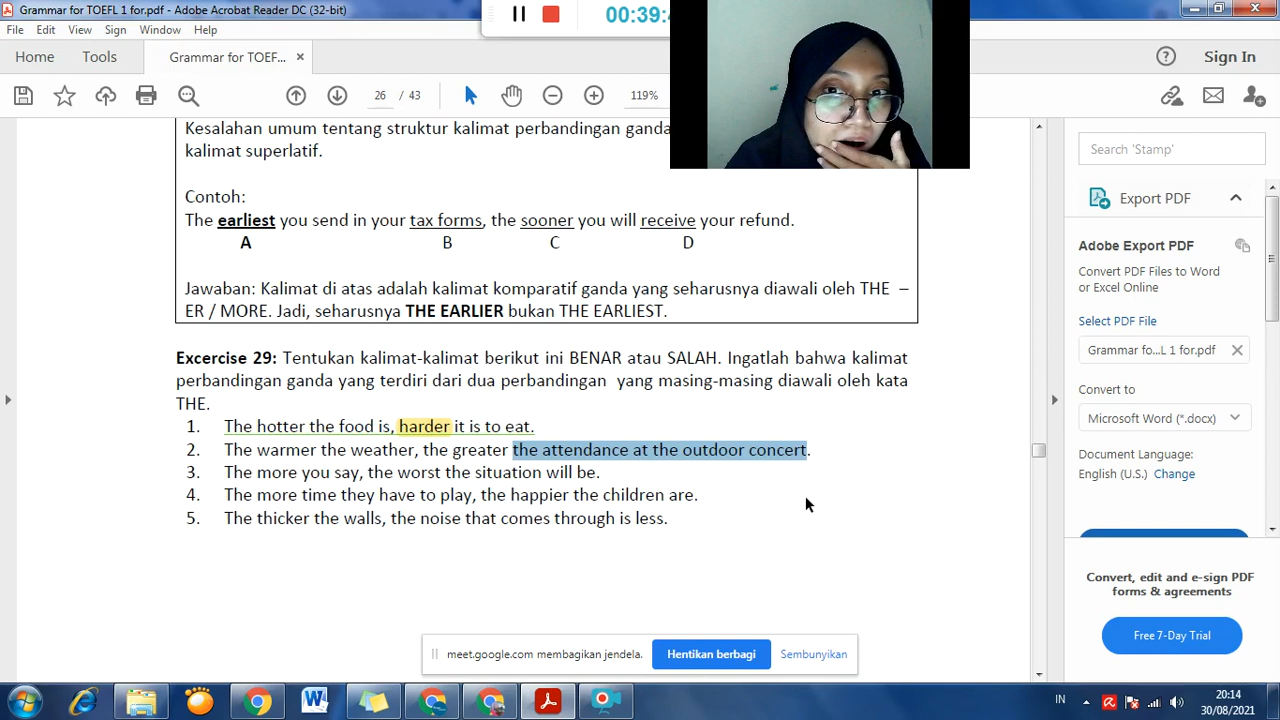 Grammar for TOEFL 1 for.pdf - Adobe Acrobat Reader DC (32-bit)
00:39:4
File Edit View Sign Window Help
Home Tools Grammar for TOEF... × Sign In
26 / 43 119%
Search 'Stamp'
Kesalahan umum tentang struktur kalimat perbandingan ganda
kalimat superlatif.
Contoh:
The earliest you send in your tax forms, the sooner you will receive your refund.
A B C D
Jawaban: Kalimat di atas adalah kalimat komparatif ganda yang seharusnya diawali oleh THE –
ER / MORE. Jadi, seharusnya THE EARLIER bukan THE EARLIEST.
Excercise 29: Tentukan kalimat-kalimat berikut ini BENAR atau SALAH. Ingatlah bahwa kalimat
perbandingan ganda yang terdiri dari dua perbandingan yang masing-masing diawali oleh kata
THE.
1. The hotter the food is, harder it is to eat.
2. The warmer the weather, the greater the attendance at the outdoor concert.
3. The more you say, the worst the situation will be.
4. The more time they have to play, the happier the children are.
5. The thicker the walls, the noise that comes through is less.
Export PDF
Adobe Export PDF
Convert PDF Files to Word
or Excel Online
Select PDF File
Grammar fo...L 1 for.pdf
Convert to
Microsoft Word (*.docx)
Document Language:
English (U.S.) Change
Convert, edit and e-sign PDF
forms & agreements
Free 7-Day Trial
meet.google.com membagikan jendela. Hentikan berbagi Sembunyikan
IN
20:14
30/08/2021